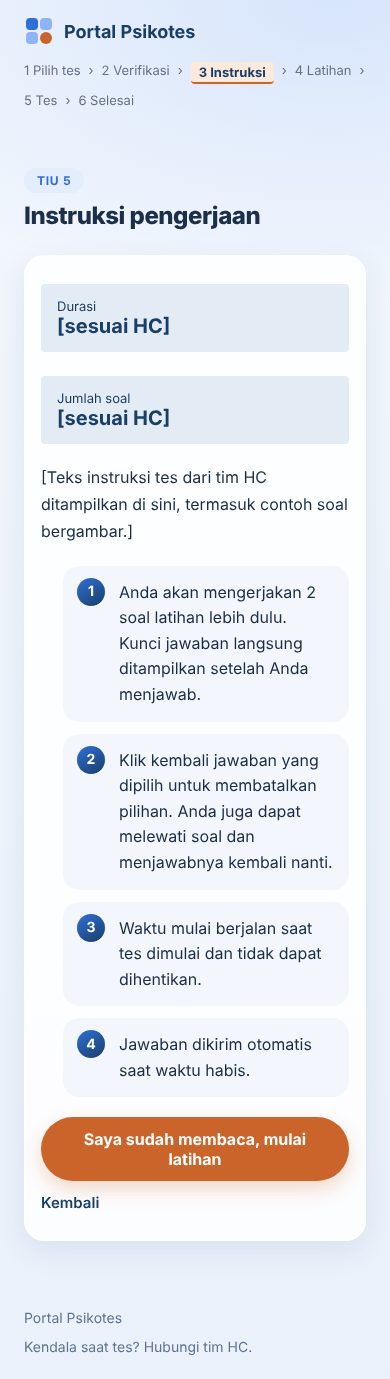 Portal Psikotes
1 Pilih tes › 2 Verifikasi › 3 Instruksi › 4 Latihan ›
5 Tes › 6 Selesai
TIU 5
Instruksi pengerjaan
Durasi
[sesuai HC]
Jumlah soal
[sesuai HC]
[Teks instruksi tes dari tim HC
ditampilkan di sini, termasuk contoh soal
bergambar.]
1 Anda akan mengerjakan 2
soal latihan lebih dulu.
Kunci jawaban langsung
ditampilkan setelah Anda
menjawab.
2 Klik kembali jawaban yang
dipilih untuk membatalkan
pilihan. Anda juga dapat
melewati soal dan
menjawabnya kembali nanti.
3 Waktu mulai berjalan saat
tes dimulai dan tidak dapat
dihentikan.
4 Jawaban dikirim otomatis
saat waktu habis.
Saya sudah membaca, mulai
latihan
Kembali
Portal Psikotes
Kendala saat tes? Hubungi tim HC.